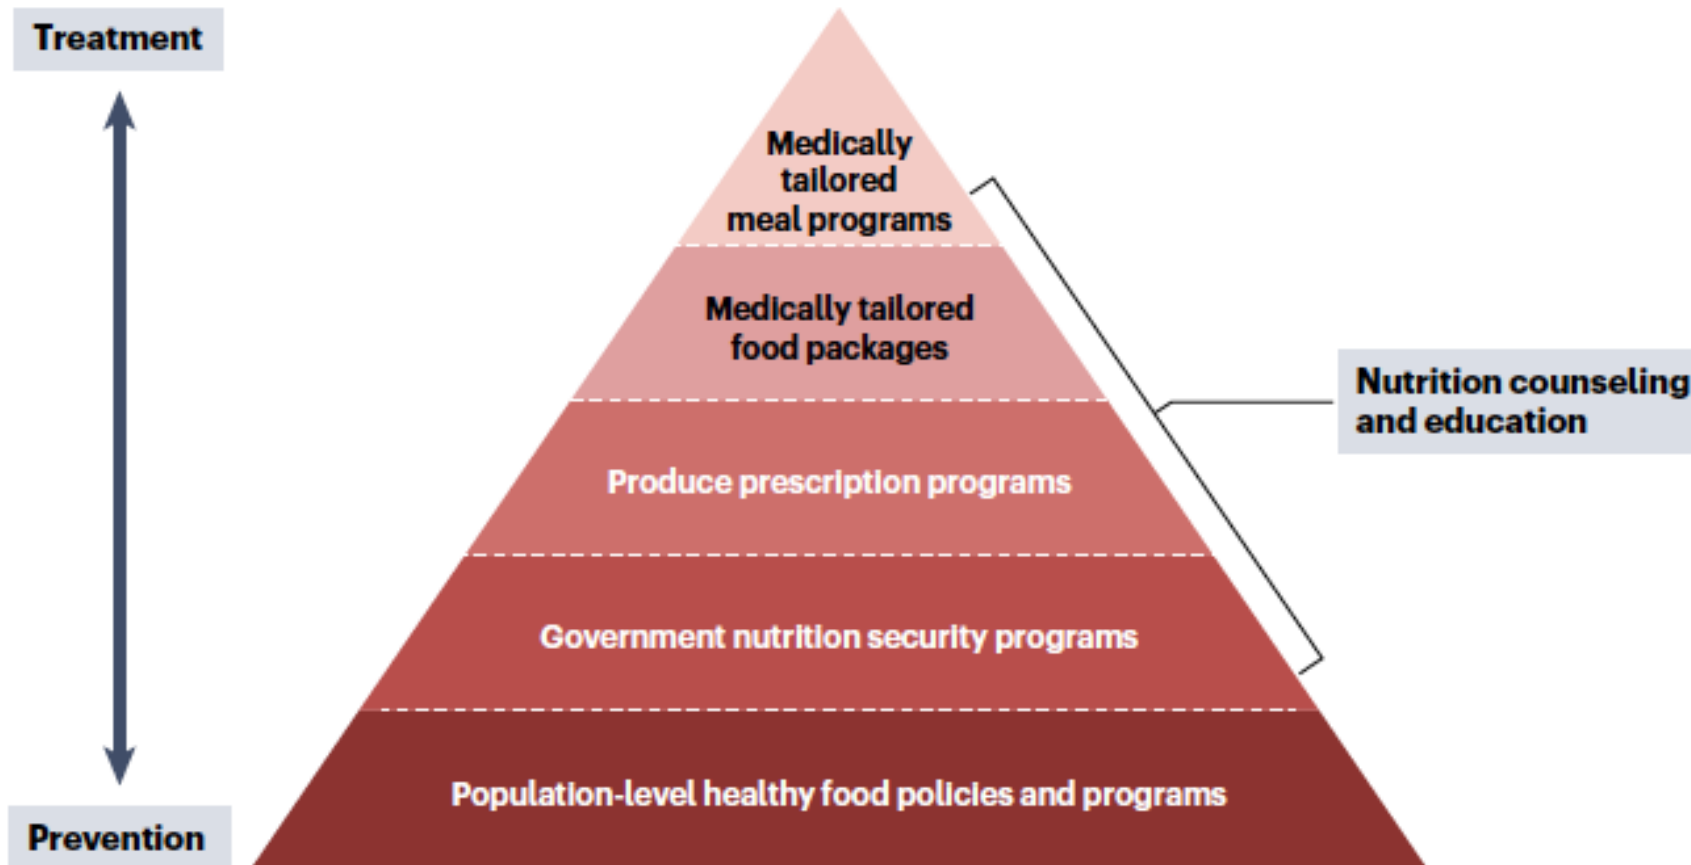 Treatment
Medically
tailored
meal programs
Medically tailored
food packages
Nutrition counseling
and education
Produce prescription programs
Government nutrition security programs
Population-level healthy food policies and programs
Prevention